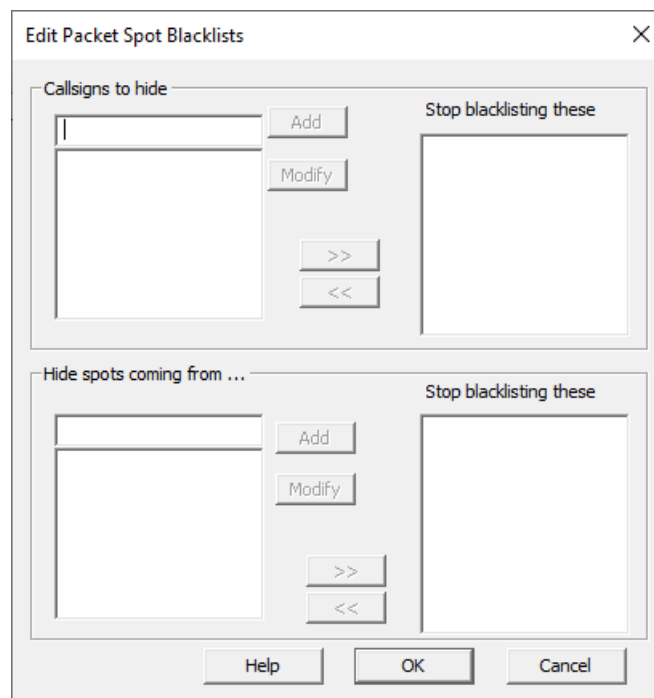 Edit Packet Spot Blacklists
Callsigns to hide
Add
Stop blacklisting these
Modify
>>
<<
Hide spots coming from ...
Stop blacklisting these
Add
Modify
>>
<<
Help
OK
Cancel